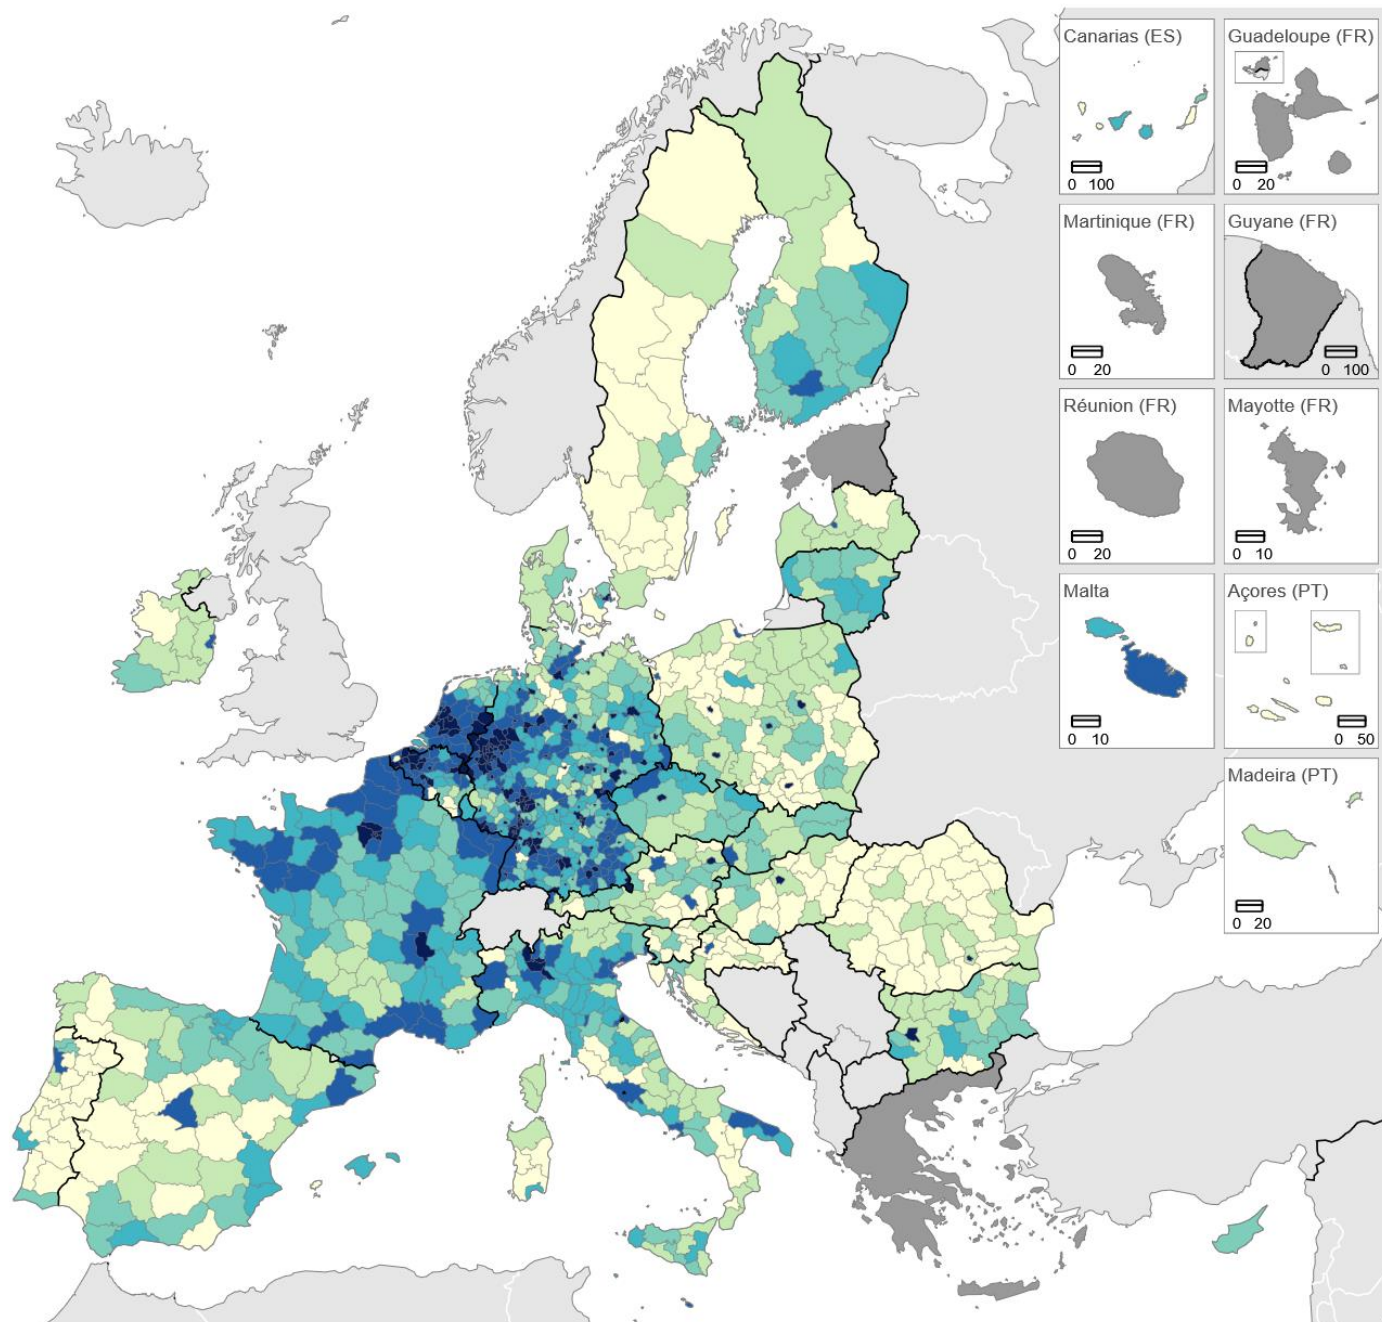 Canarias (ES)
0 100
Guadeloupe (FR)
0 20
Martinique (FR)
0 20
Guyane (FR)
0 100
Réunion (FR)
0 20
Mayotte (FR)
0 10
Malta
0 10
Açores (PT)
0 50
Madeira (PT)
0 20